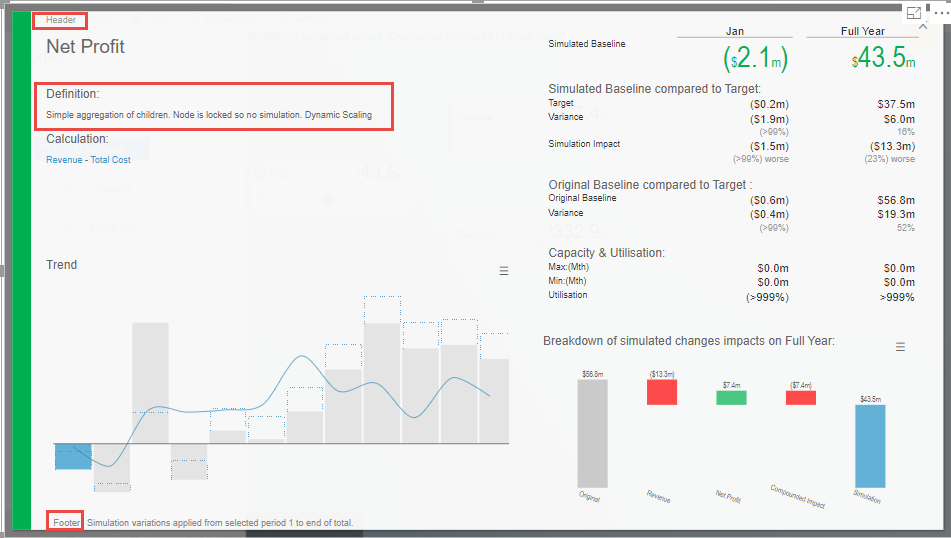 Header
Net Profit
Definition:
Simple aggregation of children. Node is locked so no simulation. Dynamic Scaling
Calculation:
Revenue - Total Cost
Jan Full Year
Simulated Baseline ($2.1m) $43.5m
Simulated Baseline compared to Target:
Target ($0.2m) $37.5m
Variance ($1.9m) $6.0m
(>99%) 16%
Simulation Impact ($1.5m) ($13.3m)
(>99%) worse (23%) worse
Original Baseline compared to Target :
Original Baseline ($0.6m) $56.8m
Variance ($0.4m) $19.3m
(>99%) 52%
Capacity & Utilisation:
Max:(Mth) $0.0m $0.0m
Min:(Mth) $0.0m $0.0m
Utilisation (>999%) >999%
Trend
Breakdown of simulated changes impacts on Full Year:
$56.8m ($13.3m) $7.4m ($7.4m) $43.5m
Original Revenue Net Profit Compounded Impact Simulation
Footer Simulation variations applied from selected period 1 to end of total.